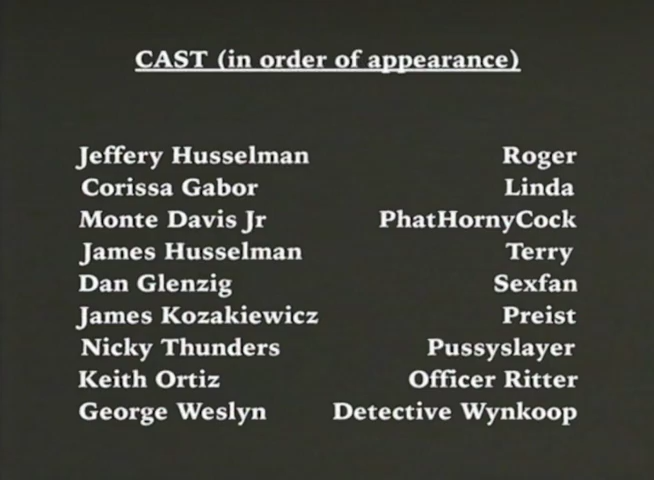 CAST (in order of appearance)
Jeffery Husselman Roger
Corissa Gabor Linda
Monte Davis Jr PhatHornyCock
James Husselman Terry
Dan Glenzig Sexfan
James Kozakiewicz Preist
Nicky Thunders Pussyslayer
Keith Ortiz Officer Ritter
George Weslyn Detective Wynkoop